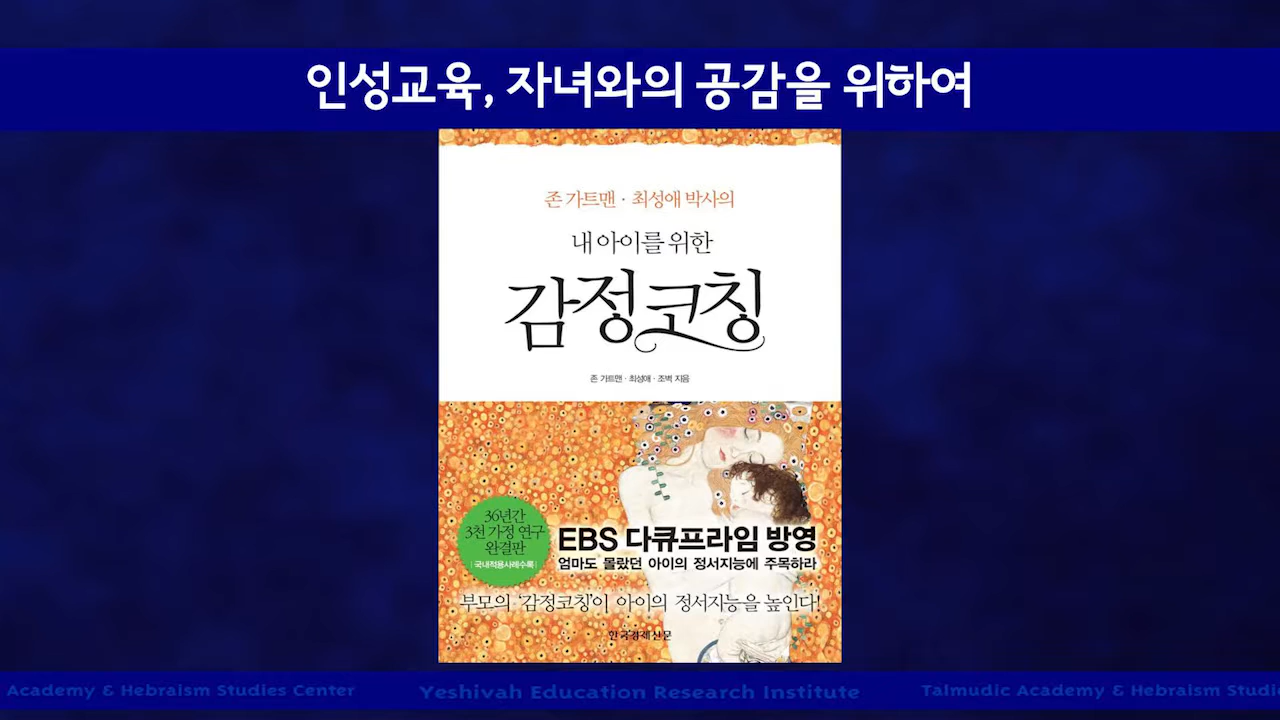 인성교육, 자녀와의 공감을 위하여
존 가트맨 · 최성애 박사의
내 아이를 위한
감정코칭
존 가트맨 · 최성애 · 조벽 지음
36년간
3천 가정 연구
완결판
| 국내적용사례수록 |
EBS 다큐프라임 방영
엄마도 몰랐던 아이의 정서지능에 주목하라
부모의 '감정코칭'이 아이의 정서지능을 높인다!
한국경제신문
Academy & Hebraism Studies Center Yeshivah Education Research Institute Talmudic Academy & Hebraism Studie